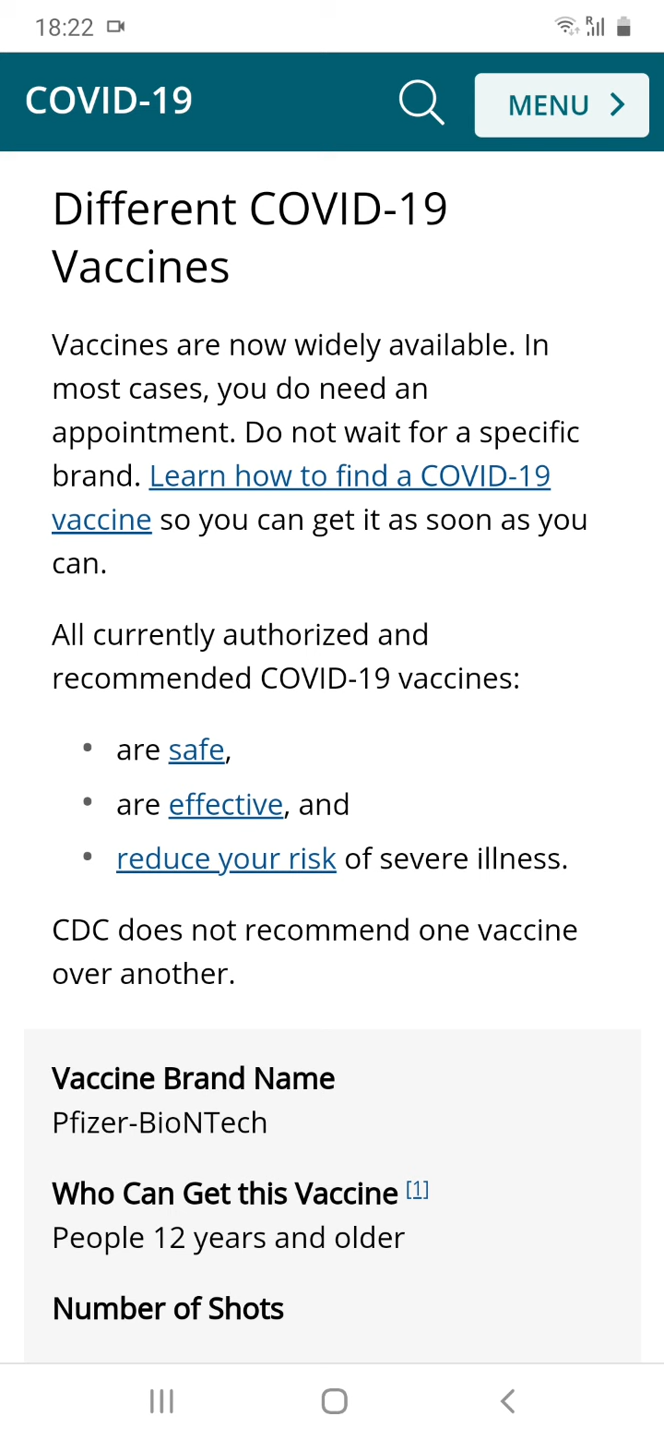 18:22
R
COVID-19
MENU
Different COVID-19
Vaccines
Vaccines are now widely available. In
most cases, you do need an
appointment. Do not wait for a specific
brand. Learn how to find a COVID-19
vaccine so you can get it as soon as you
can.
All currently authorized and
recommended COVID-19 vaccines:
• are safe,
• are effective, and
• reduce your risk of severe illness.
CDC does not recommend one vaccine
over another.
Vaccine Brand Name
Pfizer-BioNTech
Who Can Get this Vaccine [1]
People 12 years and older
Number of Shots